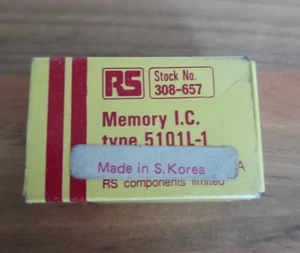 RS
Stock No.
308-657
Memory I.C.
type 5101L-1
Made in S.Korea
A
RS components limited